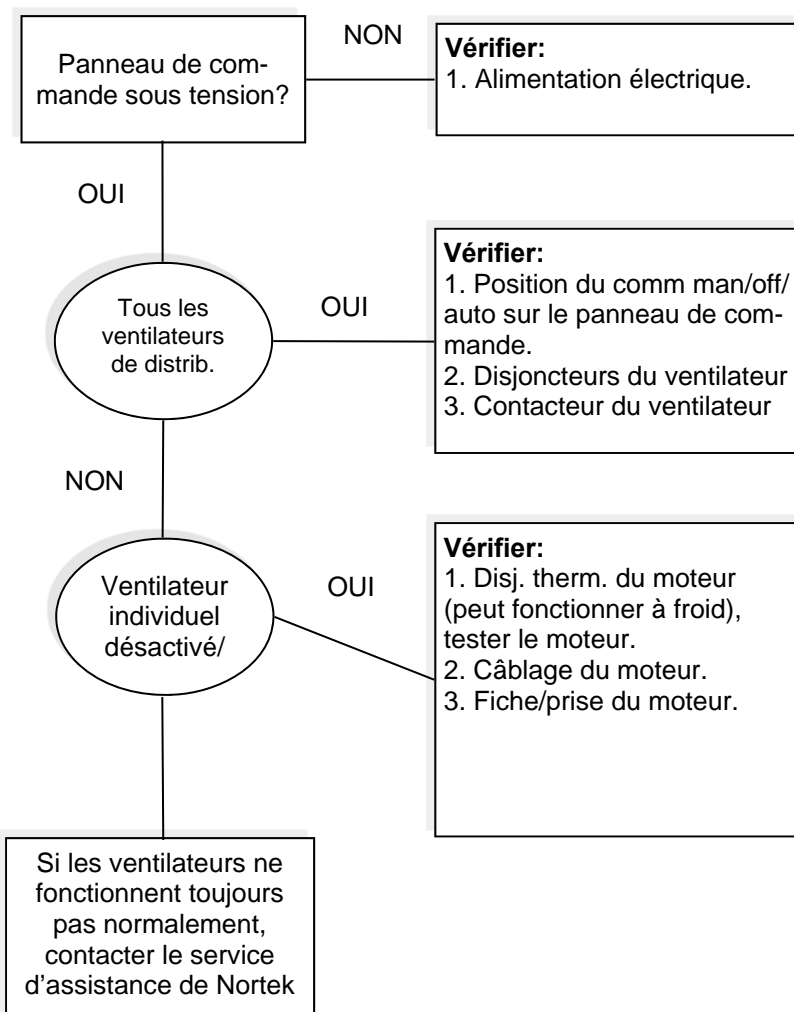 Panneau de com-
mande sous tension?
NON
Vérifier:
1. Alimentation électrique.
OUI
Tous les
ventilateurs
de distrib.
OUI
Vérifier:
1. Position du comm man/off/
auto sur le panneau de com-
mande.
2. Disjoncteurs du ventilateur
3. Contacteur du ventilateur
NON
Ventilateur
individuel
désactivé/
OUI
Vérifier:
1. Disj. therm. du moteur
(peut fonctionner à froid),
tester le moteur.
2. Câblage du moteur.
3. Fiche/prise du moteur.
Si les ventilateurs ne
fonctionnent toujours
pas normalement,
contacter le service
d’assistance de Nortek